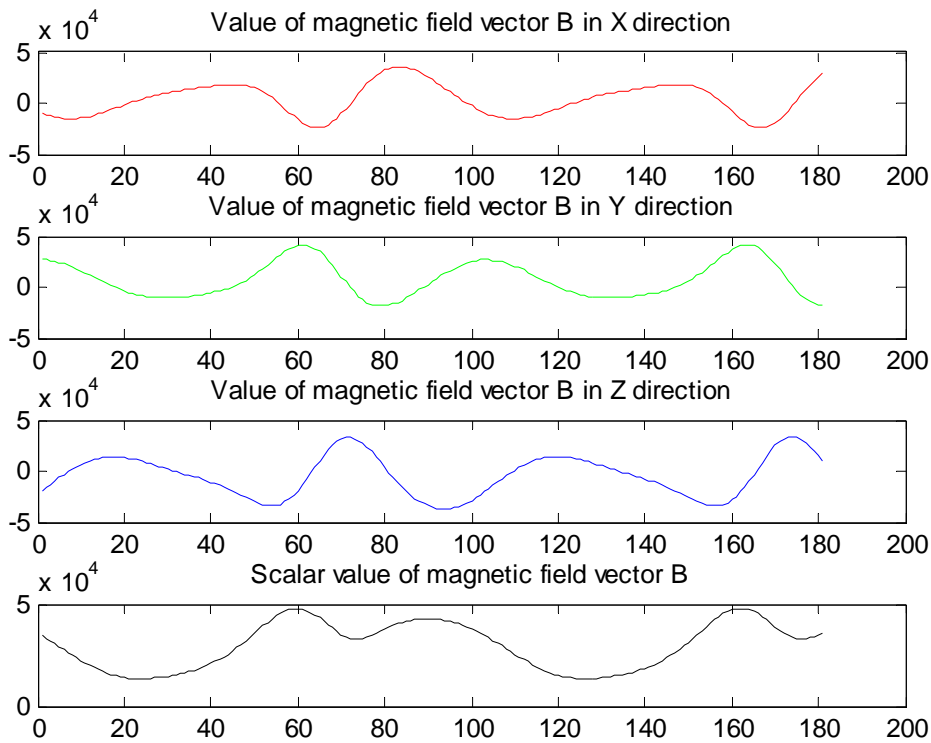 x 10^4
Value of magnetic field vector B in X direction
5
0
-5
0 20 40 60 80 100 120 140 160 180 200
x 10^4
Value of magnetic field vector B in Y direction
5
0
-5
0 20 40 60 80 100 120 140 160 180 200
x 10^4
Value of magnetic field vector B in Z direction
5
0
-5
0 20 40 60 80 100 120 140 160 180 200
x 10^4
Scalar value of magnetic field vector B
5
0
0 20 40 60 80 100 120 140 160 180 200